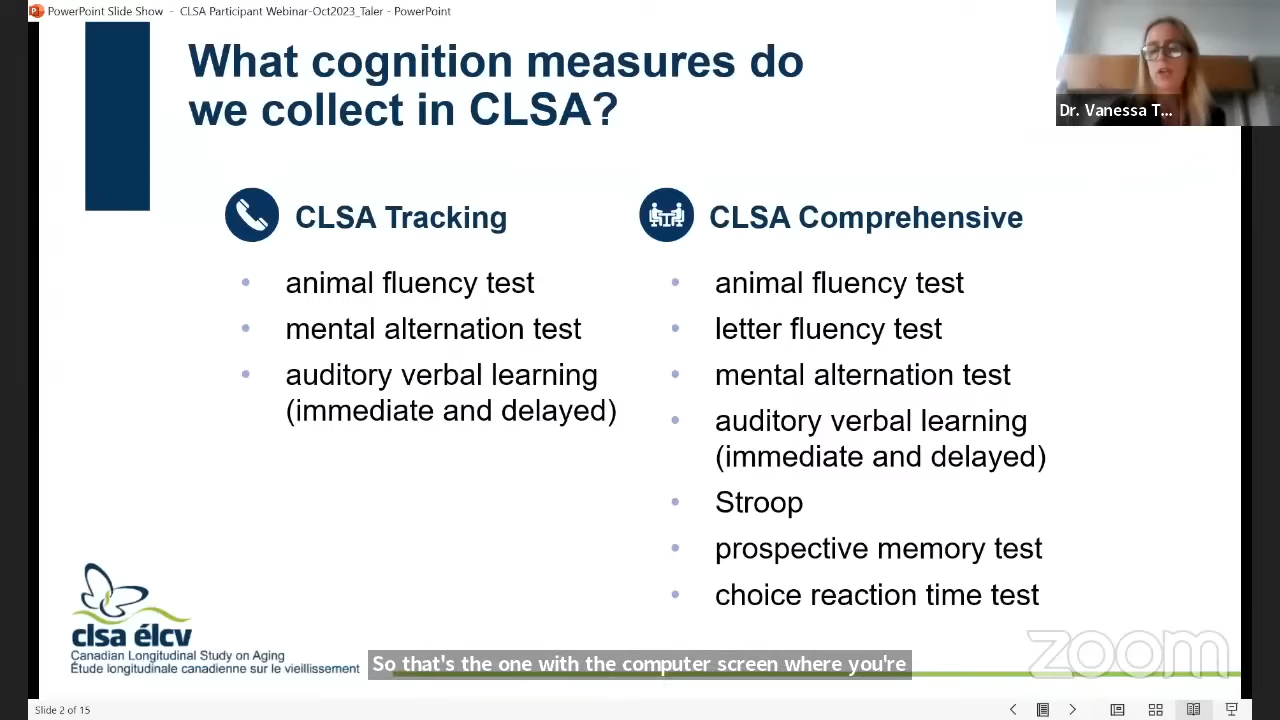 PowerPoint Slide Show - CLSA Participant Webinar-Oct2023_Taler - PowerPoint
What cognition measures do
we collect in CLSA?
Dr. Vanessa T...
CLSA Tracking
animal fluency test
mental alternation test
auditory verbal learning
(immediate and delayed)
CLSA Comprehensive
animal fluency test
letter fluency test
mental alternation test
auditory verbal learning
(immediate and delayed)
Stroop
prospective memory test
choice reaction time test
clsa élcv
Canadian Longitudinal Study on Aging
Étude longitudinale canadienne sur le vieillissement
So that's the one with the computer screen where you're
zoom
Slide 2 of 15